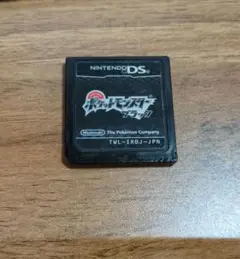 NINTENDO DS™
ポケットモンスター
ブラック
Nintendo
The Pokémon Company
TWL-IRBJ-JPN